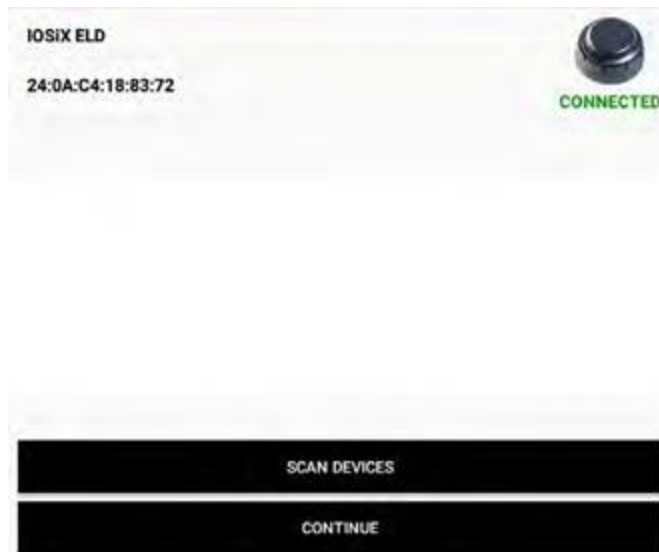 IOSiX ELD
24:0A:C4:18:83:72
CONNECTED
SCAN DEVICES
CONTINUE